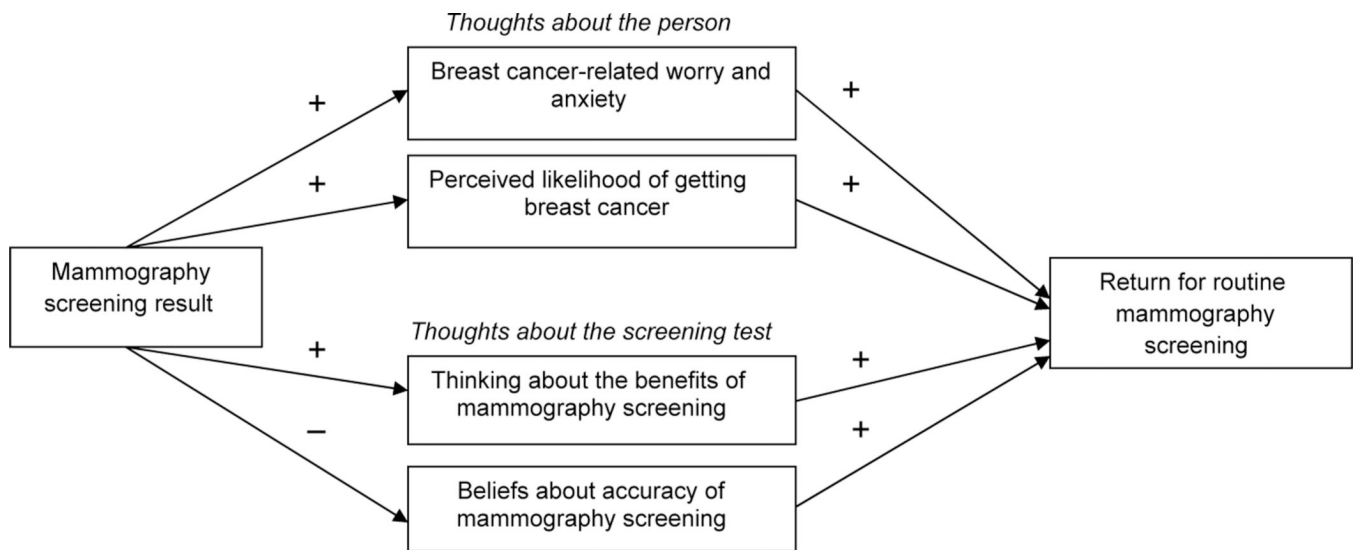 Thoughts about the person
Breast cancer-related worry and
anxiety
+
+
+
Perceived likelihood of getting
breast cancer
+
Mammography
screening result
Return for routine
mammography
screening
Thoughts about the screening test
+
Thinking about the benefits of
mammography screening
+
–
+
Beliefs about accuracy of
mammography screening